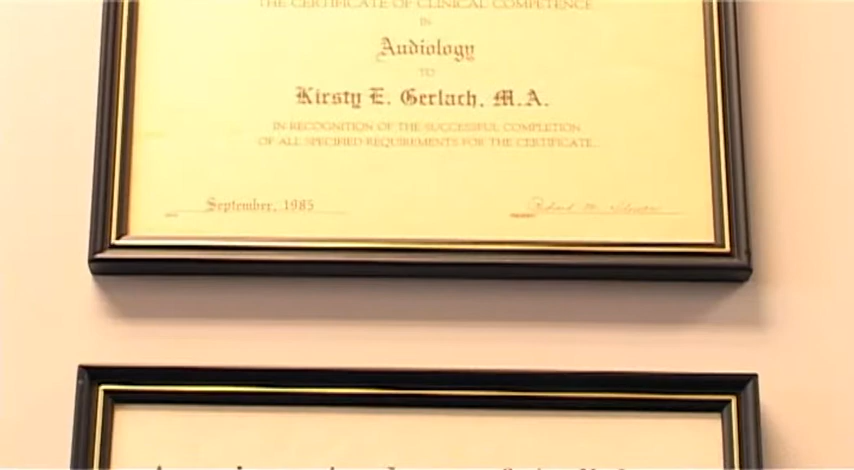 THE CERTIFICATE OF CLINICAL COMPETENCE
IN
Audiology
TO
Kirsty E. Gerlach, M.A.
IN RECOGNITION OF THE SUCCESSFUL COMPLETION
OF ALL SPECIFIED REQUIREMENTS FOR THE CERTIFICATE.
September, 1985